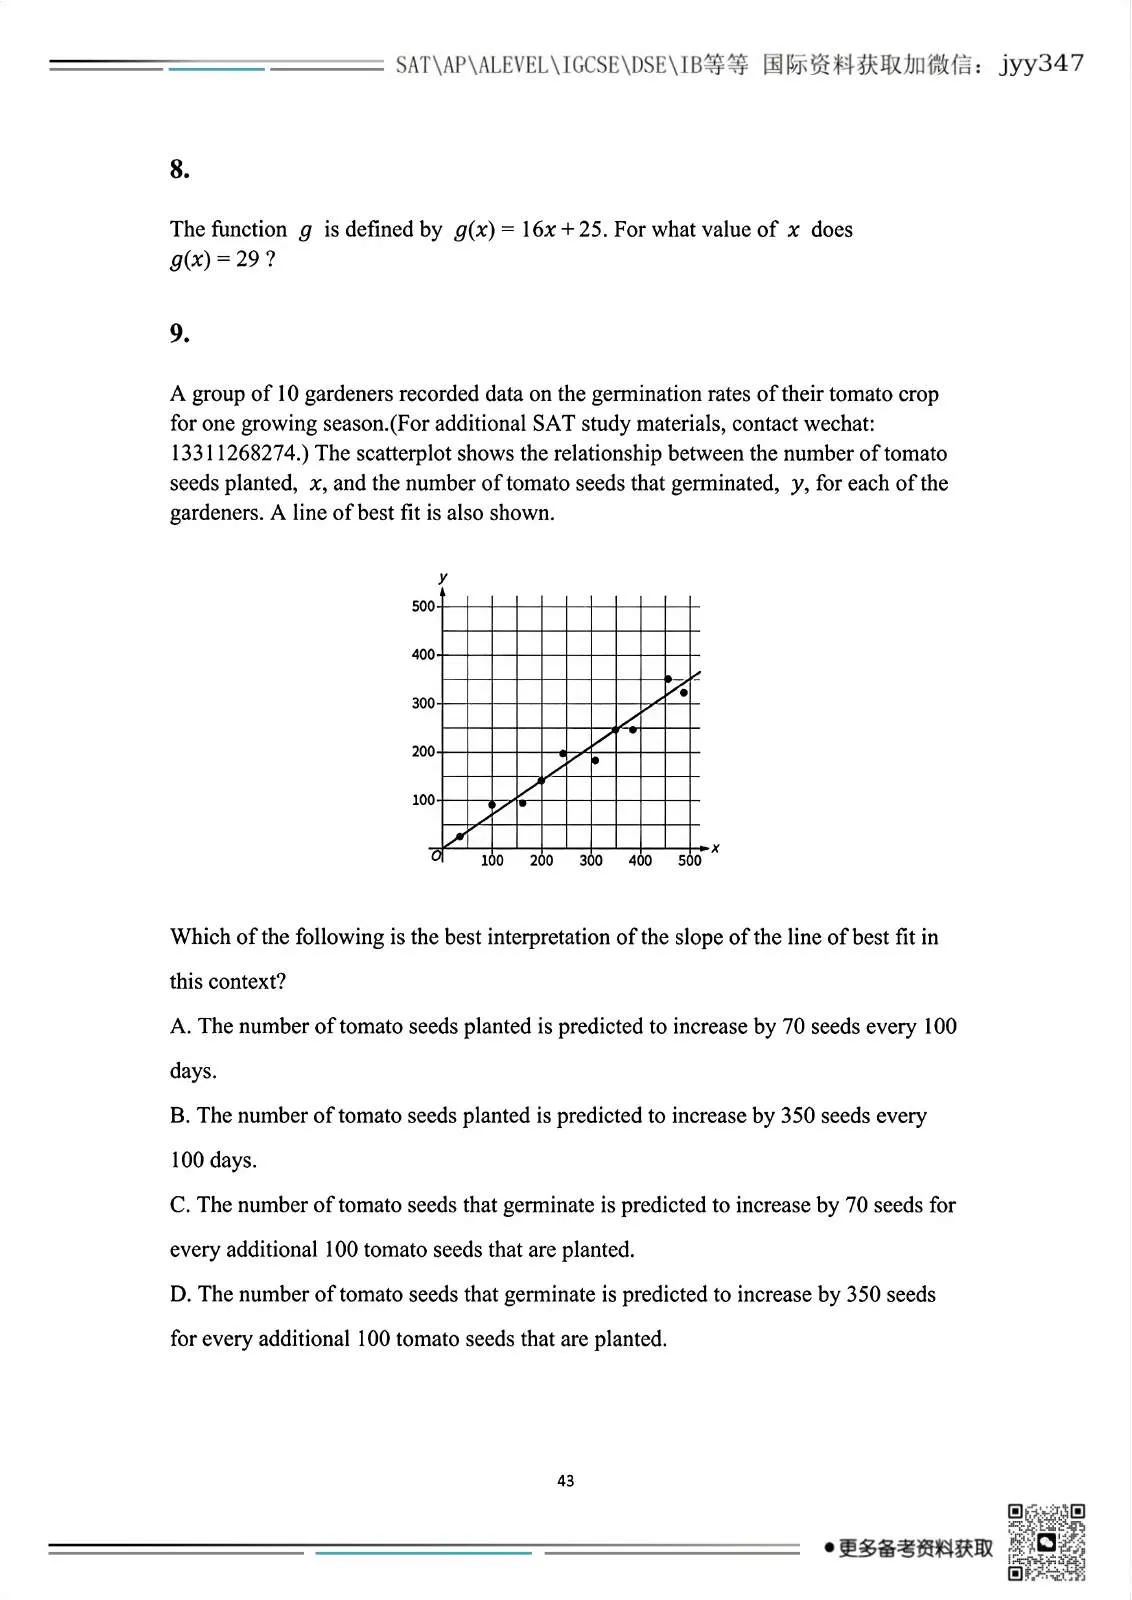 SAT\AP\ALEVEL\IGCSE\DSE\IB等等 国际资料获取加微信：jyy347
8.
The function g is defined by g(x) = 16x + 25. For what value of x does
g(x) = 29 ?
9.
A group of 10 gardeners recorded data on the germination rates of their tomato crop
for one growing season.(For additional SAT study materials, contact wechat:
13311268274.) The scatterplot shows the relationship between the number of tomato
seeds planted, x, and the number of tomato seeds that germinated, y, for each of the
gardeners. A line of best fit is also shown.
y
500
400
300
200
100
O
100 200 300 400 500 x
Which of the following is the best interpretation of the slope of the line of best fit in
this context?
A. The number of tomato seeds planted is predicted to increase by 70 seeds every 100
days.
B. The number of tomato seeds planted is predicted to increase by 350 seeds every
100 days.
C. The number of tomato seeds that germinate is predicted to increase by 70 seeds for
every additional 100 tomato seeds that are planted.
D. The number of tomato seeds that germinate is predicted to increase by 350 seeds
for every additional 100 tomato seeds that are planted.
43
●更多备考资料获取